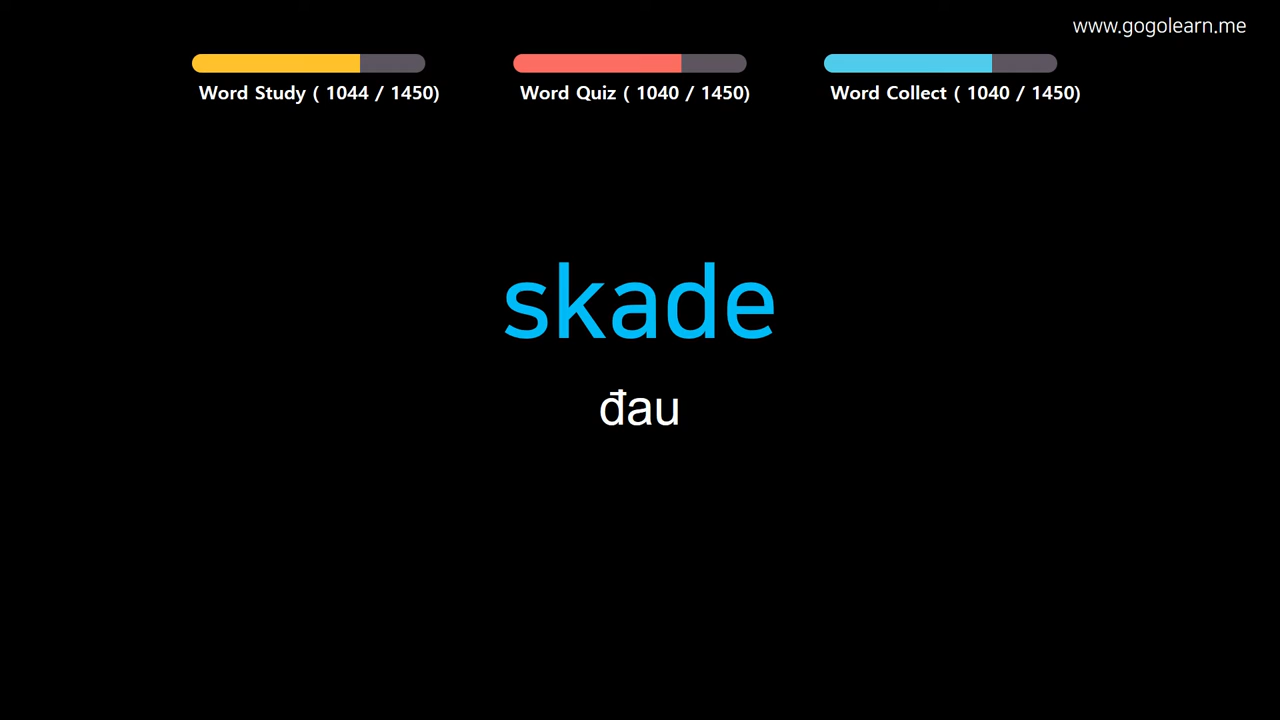 www.gogolearn.me
Word Study ( 1044 / 1450)
Word Quiz ( 1040 / 1450)
Word Collect ( 1040 / 1450)
skade
đau